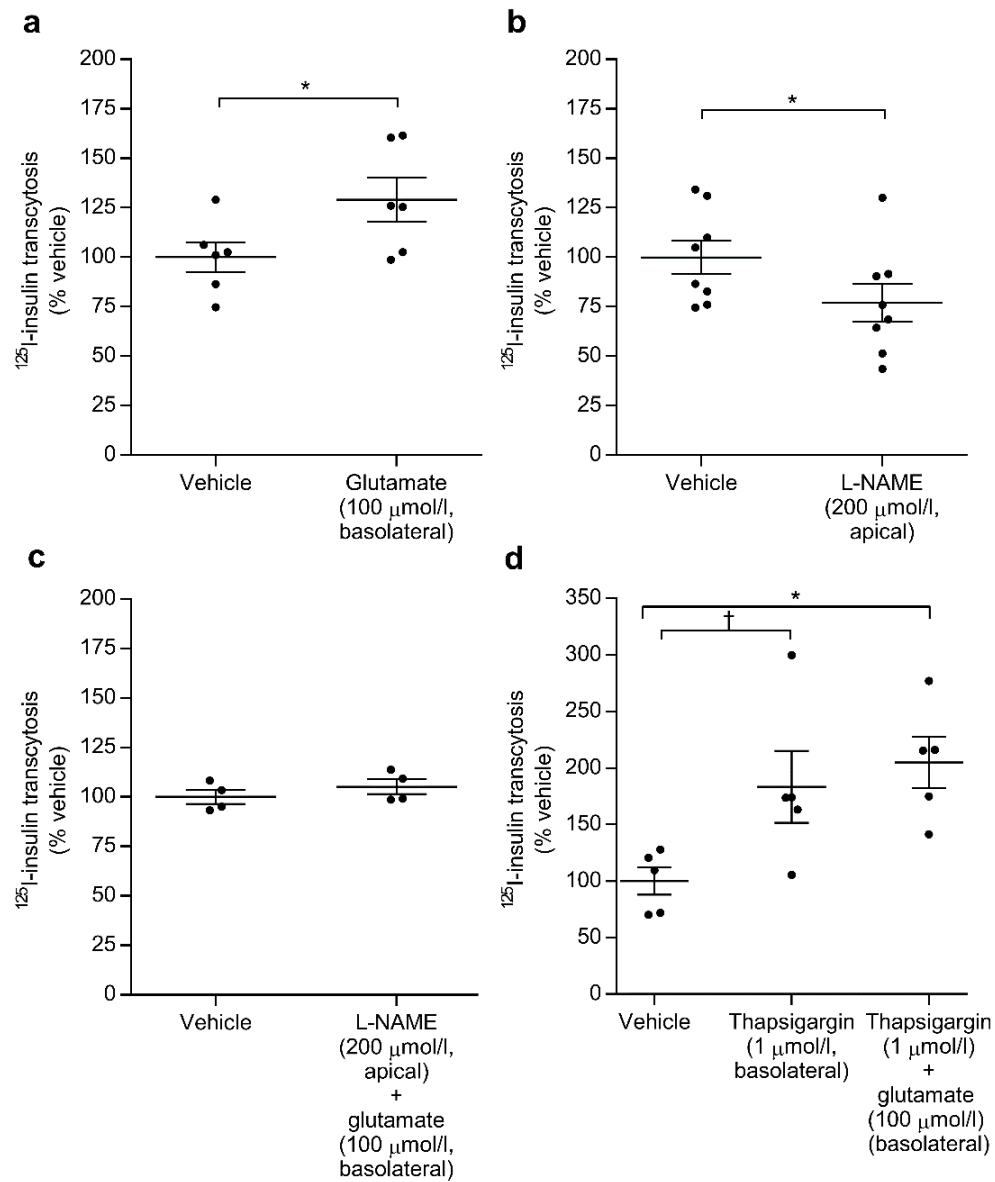 a
200
175
150
125
100
75
50
25
0
¹²⁵I-insulin transcytosis
(% vehicle)
*
Vehicle
Glutamate
(100 μmol/l,
basolateral)
b
200
175
150
125
100
75
50
25
0
¹²⁵I-insulin transcytosis
(% vehicle)
*
Vehicle
L-NAME
(200 μmol/l,
apical)
c
200
175
150
125
100
75
50
25
0
¹²⁵I-insulin transcytosis
(% vehicle)
Vehicle
L-NAME
(200 μmol/l,
apical)
+
glutamate
(100 μmol/l,
basolateral)
d
350
300
250
200
150
100
50
0
¹²⁵I-insulin transcytosis
(% vehicle)
*
†
Vehicle
Thapsigargin
(1 μmol/l,
basolateral)
Thapsigargin
(1 μmol/l)
+
glutamate
(100 μmol/l)
(basolateral)